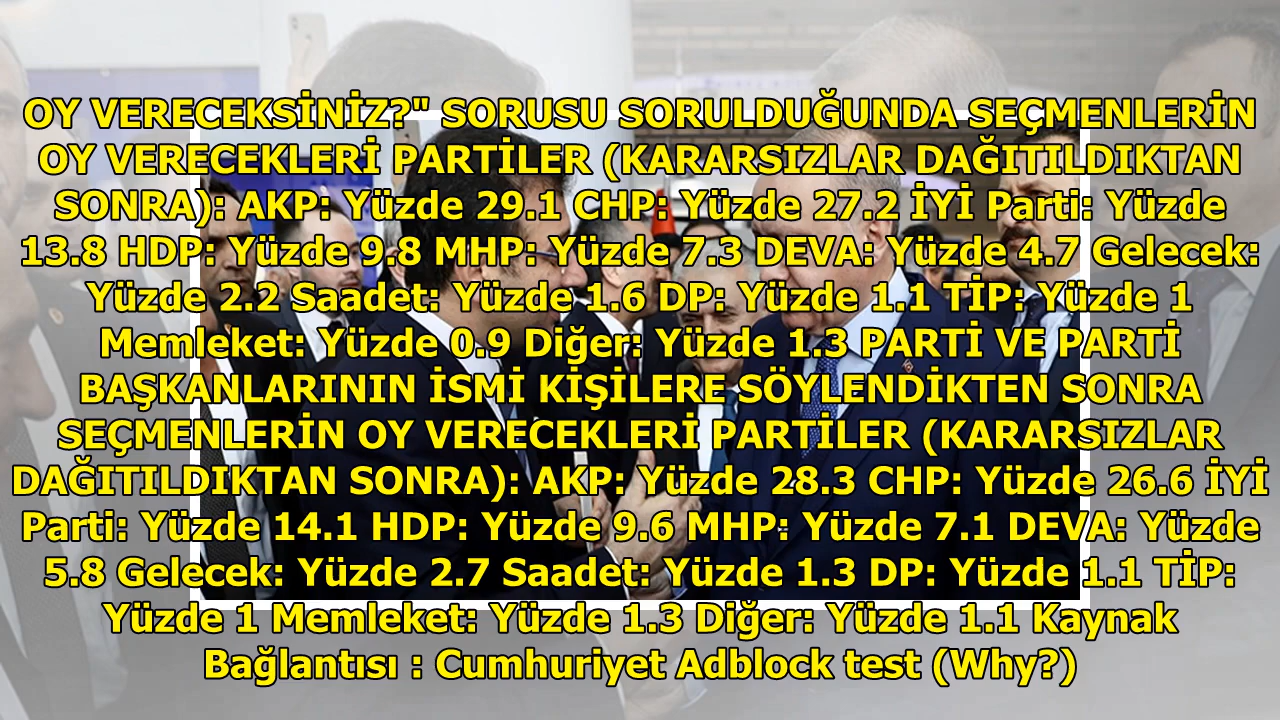 OY VERECEKSİNİZ?" SORUSU SORULDUĞUNDA SEÇMENLERİN
OY VERECEKLERİ PARTİLER (KARARSIZLAR DAĞITILDIKTAN
SONRA): AKP: Yüzde 29.1 CHP: Yüzde 27.2 İYİ Parti: Yüzde
13.8 HDP: Yüzde 9.8 MHP: Yüzde 7.3 DEVA: Yüzde 4.7 Gelecek:
Yüzde 2.2 Saadet: Yüzde 1.6 DP: Yüzde 1.1 TİP: Yüzde 1
Memleket: Yüzde 0.9 Diğer: Yüzde 1.3 PARTİ VE PARTİ
BAŞKANLARININ İSMİ KİŞİLERE SÖYLENDİKTEN SONRA
SEÇMENLERİN OY VERECEKLERİ PARTİLER (KARARSIZLAR
DAĞITILDIKTAN SONRA): AKP: Yüzde 28.3 CHP: Yüzde 26.6 İYİ
Parti: Yüzde 14.1 HDP: Yüzde 9.6 MHP: Yüzde 7.1 DEVA: Yüzde
5.8 Gelecek: Yüzde 2.7 Saadet: Yüzde 1.3 DP: Yüzde 1.1 TİP:
Yüzde 1 Memleket: Yüzde 1.3 Diğer: Yüzde 1.1 Kaynak
Bağlantısı : Cumhuriyet Adblock test (Why?)